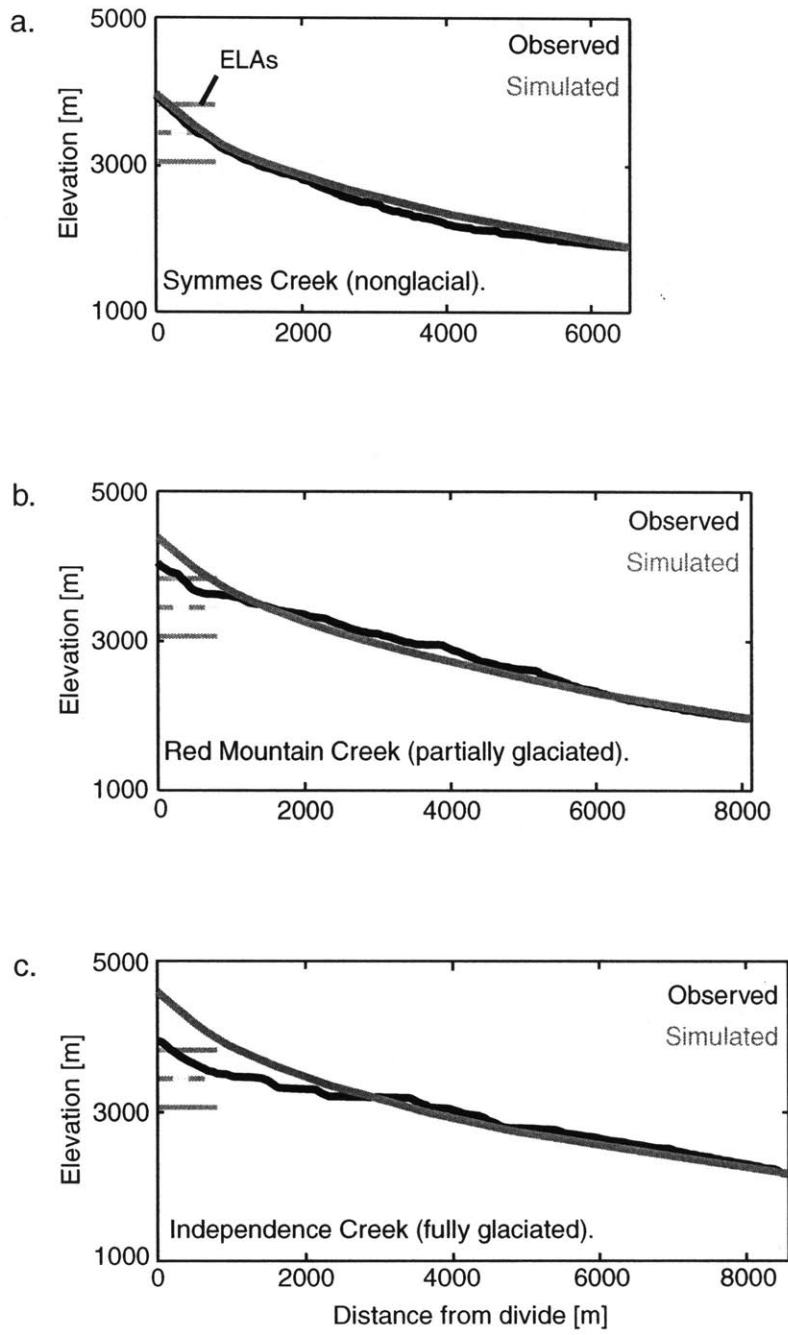 a.
5000
Observed
ELAs
Simulated
Elevation [m]
3000
Symmes Creek (nonglacial).
1000
0
2000
4000
6000
b.
5000
Observed
Simulated
Elevation [m]
3000
Red Mountain Creek (partially glaciated).
1000
0
2000
4000
6000
8000
c.
5000
Observed
Simulated
Elevation [m]
3000
Independence Creek (fully glaciated).
1000
0
2000
4000
6000
8000
Distance from divide [m]